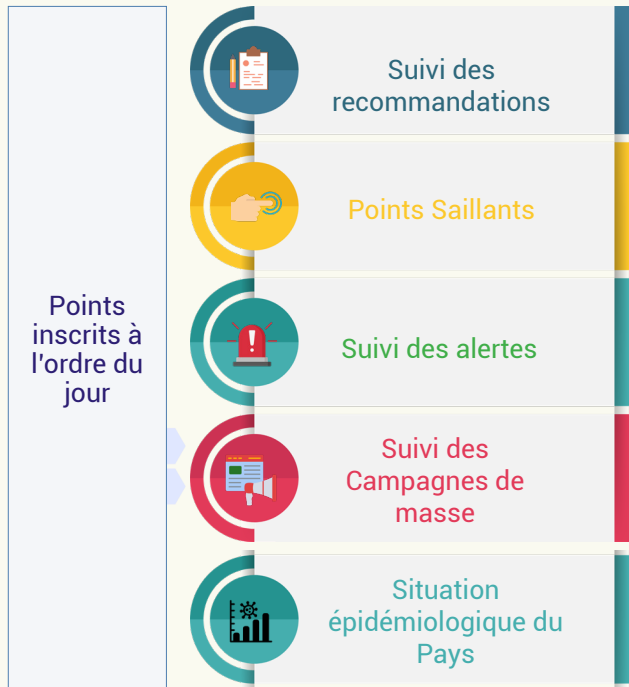 Points
inscrits à
l'ordre du
jour
Suivi des
recommandations
Points Saillants
Suivi des alertes
Suivi des
Campagnes de
masse
Situation
épidémiologique du
Pays